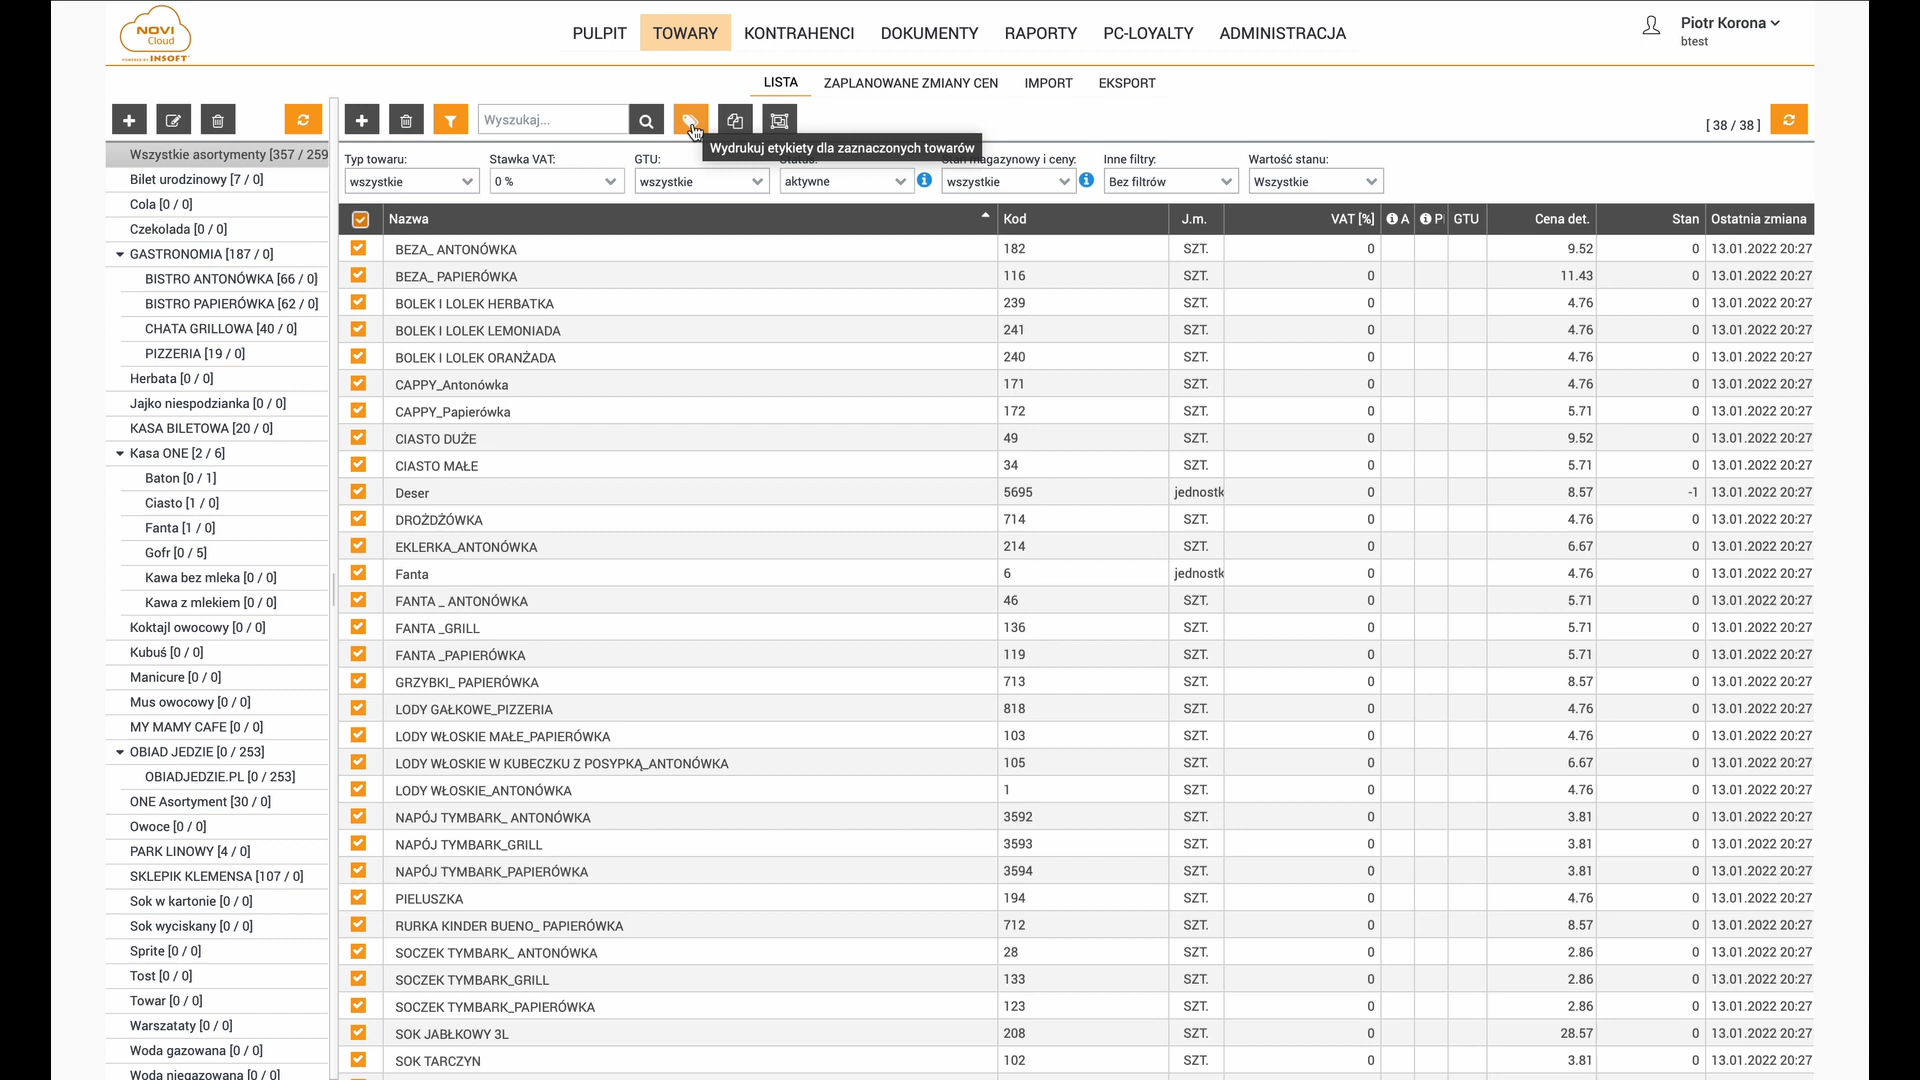 NOVI
Cloud
POWERED BY INSOFT
PULPIT TOWARY KONTRAHENCI DOKUMENTY RAPORTY PC-LOYALTY ADMINISTRACJA
Piotr Korona
btest
LISTA ZAPLANOWANE ZMIANY CEN IMPORT EKSPORT
Wyszukaj...
[ 38 / 38 ]
Wydrukuj etykiety dla zaznaczonych towarów
Typ towaru: Stawka VAT: GTU: Status: Stan magazynowy i ceny: Inne filtry: Wartość stanu:
wszystkie 0 % wszystkie aktywne wszystkie Bez filtrów Wszystkie
Wszystkie asortymenty [357 / 259
Bilet urodzinowy [7 / 0]
Cola [0 / 0]
Czekolada [0 / 0]
GASTRONOMIA [187 / 0]
BISTRO ANTONÓWKA [66 / 0]
BISTRO PAPIERÓWKA [62 / 0]
CHATA GRILLOWA [40 / 0]
PIZZERIA [19 / 0]
Herbata [0 / 0]
Jajko niespodzianka [0 / 0]
KASA BILETOWA [20 / 0]
Kasa ONE [2 / 6]
Baton [0 / 1]
Ciasto [1 / 0]
Fanta [1 / 0]
Gofr [0 / 5]
Kawa bez mleka [0 / 0]
Kawa z mlekiem [0 / 0]
Koktajl owocowy [0 / 0]
Kubuś [0 / 0]
Manicure [0 / 0]
Mus owocowy [0 / 0]
MY MAMY CAFE [0 / 0]
OBIAD JEDZIE [0 / 253]
OBIADJEDZIE.PL [0 / 253]
ONE Asortyment [30 / 0]
Owoce [0 / 0]
PARK LINOWY [4 / 0]
SKLEPIK KLEMENSA [107 / 0]
Sok w kartonie [0 / 0]
Sok wyciskany [0 / 0]
Sprite [0 / 0]
Tost [0 / 0]
Towar [0 / 0]
Warsztaty [0 / 0]
Woda gazowana [0 / 0]
Woda niegazowana [0 / 0]
Nazwa Kod J.m. VAT [%] A P GTU Cena det. Stan Ostatnia zmiana
BEZA_ ANTONÓWKA 182 SZT. 0 9.52 0 13.01.2022 20:27
BEZA_ PAPIERÓWKA 116 SZT. 0 11.43 0 13.01.2022 20:27
BOLEK I LOLEK HERBATKA 239 SZT. 0 4.76 0 13.01.2022 20:27
BOLEK I LOLEK LEMONIADA 241 SZT. 0 4.76 0 13.01.2022 20:27
BOLEK I LOLEK ORANŻADA 240 SZT. 0 4.76 0 13.01.2022 20:27
CAPPY_Antonówka 171 SZT. 0 4.76 0 13.01.2022 20:27
CAPPY_Papierówka 172 SZT. 0 5.71 0 13.01.2022 20:27
CIASTO DUŻE 49 SZT. 0 9.52 0 13.01.2022 20:27
CIASTO MAŁE 34 SZT. 0 5.71 0 13.01.2022 20:27
Deser 5695 jednostk 0 8.57 -1 13.01.2022 20:27
DROŻDŻÓWKA 714 SZT. 0 4.76 0 13.01.2022 20:27
EKLERKA_ANTONÓWKA 214 SZT. 0 6.67 0 13.01.2022 20:27
Fanta 6 jednostk 0 4.76 0 13.01.2022 20:27
FANTA _ ANTONÓWKA 46 SZT. 0 5.71 0 13.01.2022 20:27
FANTA _GRILL 136 SZT. 0 5.71 0 13.01.2022 20:27
FANTA _PAPIERÓWKA 119 SZT. 0 5.71 0 13.01.2022 20:27
GRZYBKI_ PAPIERÓWKA 713 SZT. 0 8.57 0 13.01.2022 20:27
LODY GAŁKOWE_PIZZERIA 818 SZT. 0 4.76 0 13.01.2022 20:27
LODY WŁOSKIE MAŁE_PAPIERÓWKA 103 SZT. 0 4.76 0 13.01.2022 20:27
LODY WŁOSKIE W KUBECZKU Z POSYPKĄ_ANTONÓWKA 105 SZT. 0 6.67 0 13.01.2022 20:27
LODY WŁOSKIE_ANTONÓWKA 1 SZT. 0 4.76 0 13.01.2022 20:27
NAPÓJ TYMBARK_ ANTONÓWKA 3592 SZT. 0 3.81 0 13.01.2022 20:27
NAPÓJ TYMBARK_GRILL 3593 SZT. 0 3.81 0 13.01.2022 20:27
NAPÓJ TYMBARK_PAPIERÓWKA 3594 SZT. 0 3.81 0 13.01.2022 20:27
PIELUSZKA 194 SZT. 0 4.76 0 13.01.2022 20:27
RURKA KINDER BUENO_ PAPIERÓWKA 712 SZT. 0 8.57 0 13.01.2022 20:27
SOCZEK TYMBARK_ ANTONÓWKA 28 SZT. 0 2.86 0 13.01.2022 20:27
SOCZEK TYMBARK_GRILL 133 SZT. 0 2.86 0 13.01.2022 20:27
SOCZEK TYMBARK_PAPIERÓWKA 123 SZT. 0 2.86 0 13.01.2022 20:27
SOK JABŁKOWY 3L 208 SZT. 0 28.57 0 13.01.2022 20:27
SOK TARCZYN 102 SZT. 0 3.81 0 13.01.2022 20:27